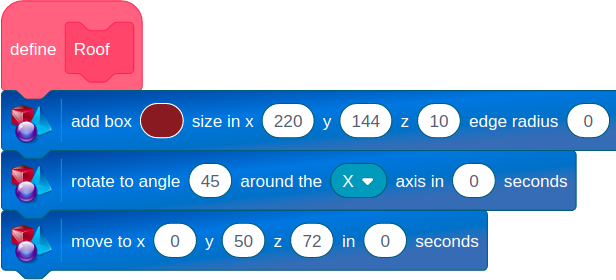 define Roof
add box size in x 220 y 144 z 10 edge radius 0
rotate to angle 45 around the X axis in 0 seconds
move to x 0 y 50 z 72 in 0 seconds